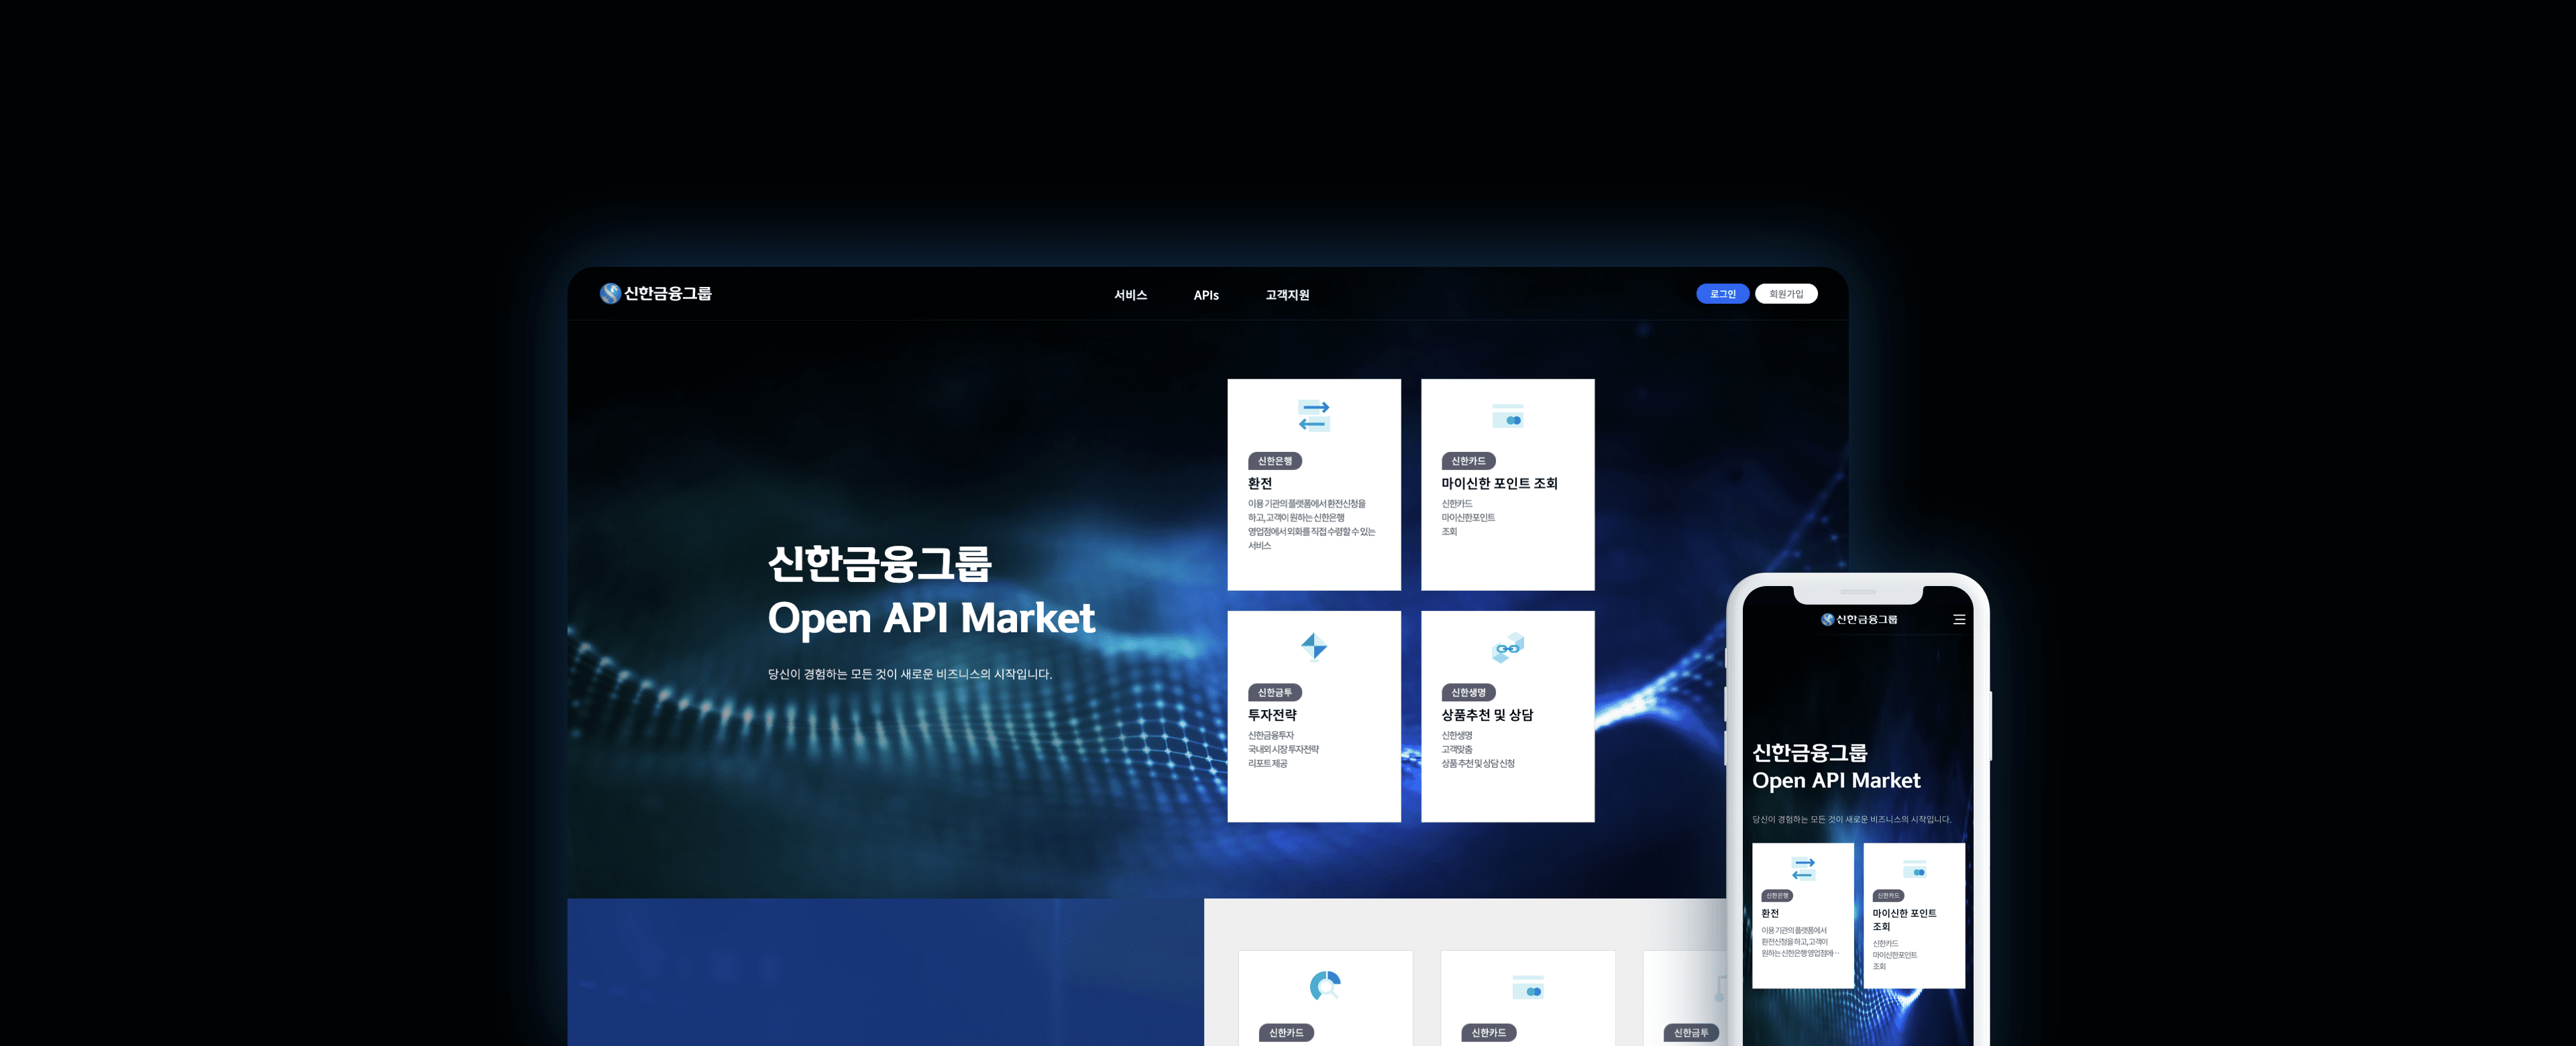 신한금융그룹
서비스 APIs 고객지원
로그인 회원가입
신한금융그룹
Open API Market
당신이 경험하는 모든 것이 새로운 비즈니스의 시작입니다.
신한은행
환전
이용 기관의 플랫폼에서 환전신청을
하고, 고객이 원하는 신한은행
영업점에서 외화를 직접 수령할 수 있는
서비스
신한카드
마이신한 포인트 조회
신한카드
마이신한포인트
조회
신한금투
투자전략
신한금융투자
국내외 시장 투자전략
리포트 제공
신한생명
상품추천 및 상담
신한생명
고객맞춤
상품 추천 및 상담 신청
신한카드
신한카드
신한금투
신한금융그룹
신한금융그룹
Open API Market
당신이 경험하는 모든 것이 새로운 비즈니스의 시작입니다.
신한은행
환전
이용 기관의 플랫폼에서
환전신청을 하고, 고객이
원하는 신한은행 영업점에…
신한카드
마이신한 포인트
조회
신한카드
마이신한포인트
조회